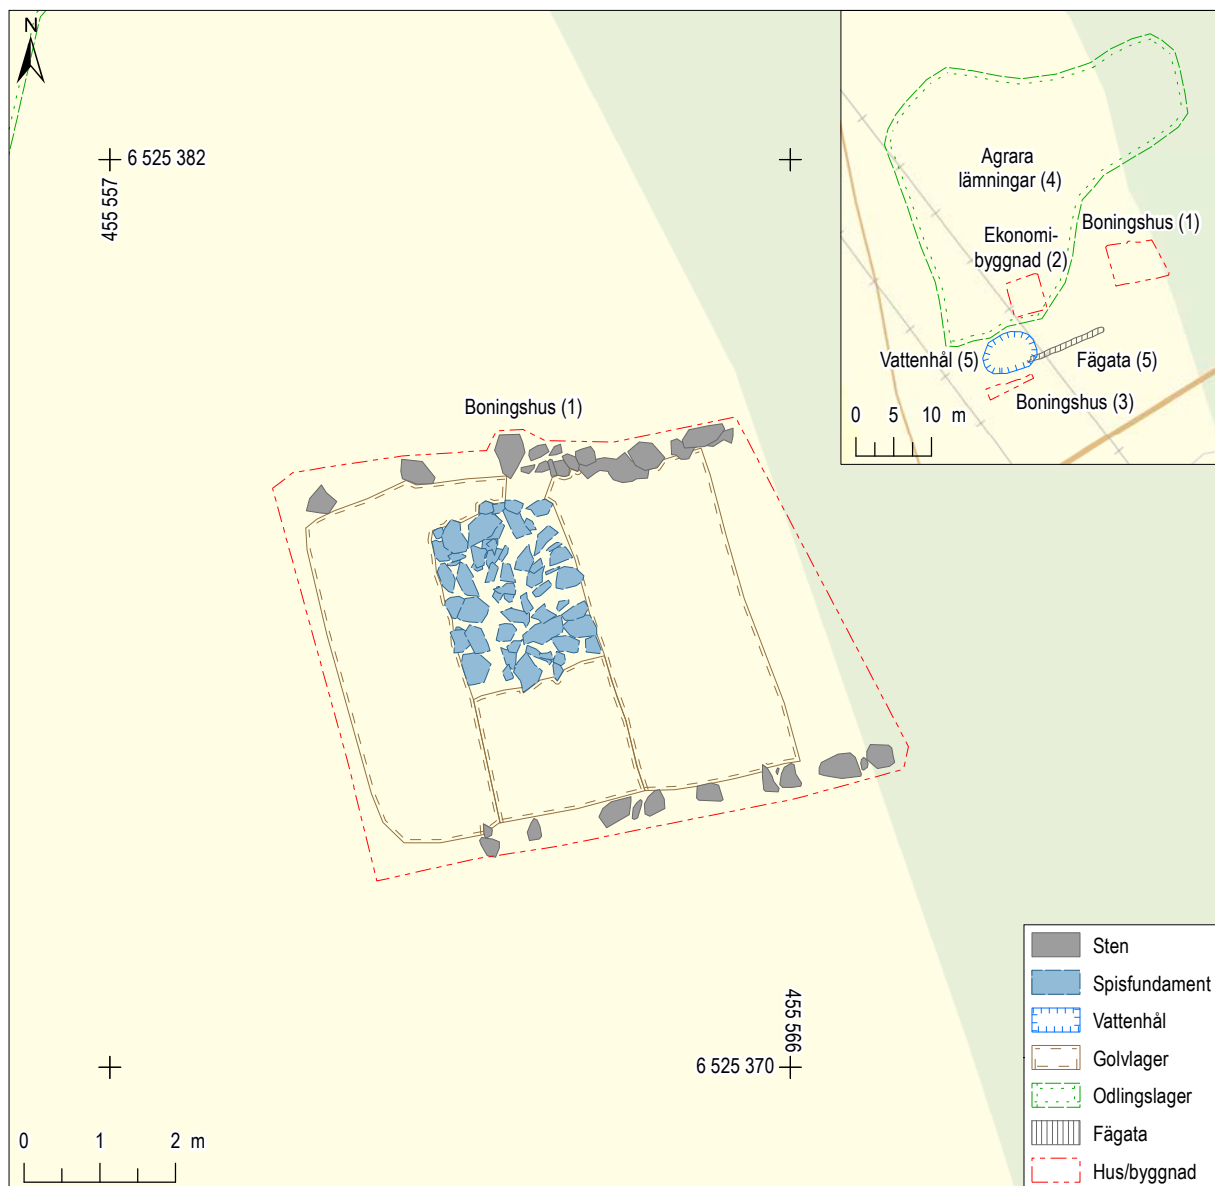 N
6 525 382
455 557
Agrara
lämningar (4)
Boningshus (1)
Ekonomi-
byggnad (2)
Vattenhål (5)
Fägata (5)
Boningshus (3)
0 5 10 m
Boningshus (1)
455 566
6 525 370
0 1 2 m
Sten
Spisfundament
Vattenhål
Golvlager
Odlingslager
Fägata
Hus/byggnad